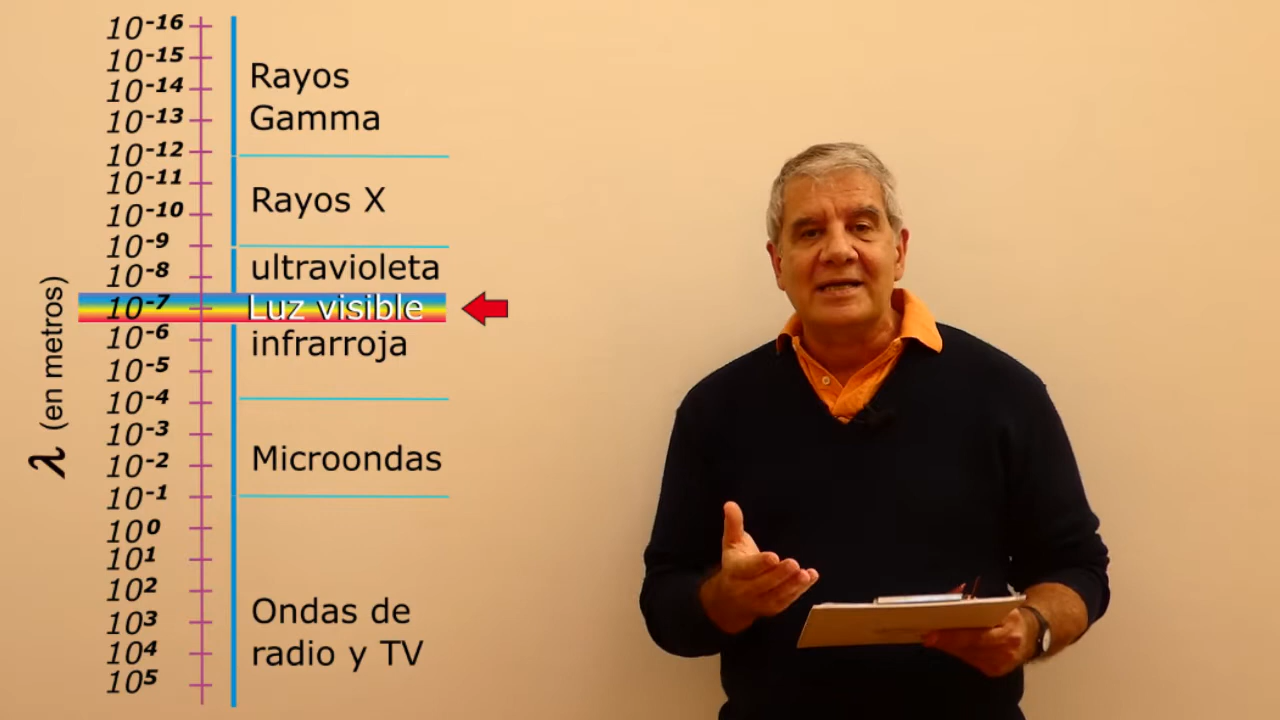 10⁻¹⁶
10⁻¹⁵
10⁻¹⁴
10⁻¹³
10⁻¹²
10⁻¹¹
10⁻¹⁰
10⁻⁹
10⁻⁸
10⁻⁷
10⁻⁶
10⁻⁵
10⁻⁴
10⁻³
10⁻²
10⁻¹
10⁰
10¹
10²
10³
10⁴
10⁵
λ (en metros)
Rayos
Gamma
Rayos X
ultravioleta
Luz visible
infrarroja
Microondas
Ondas de
radio y TV